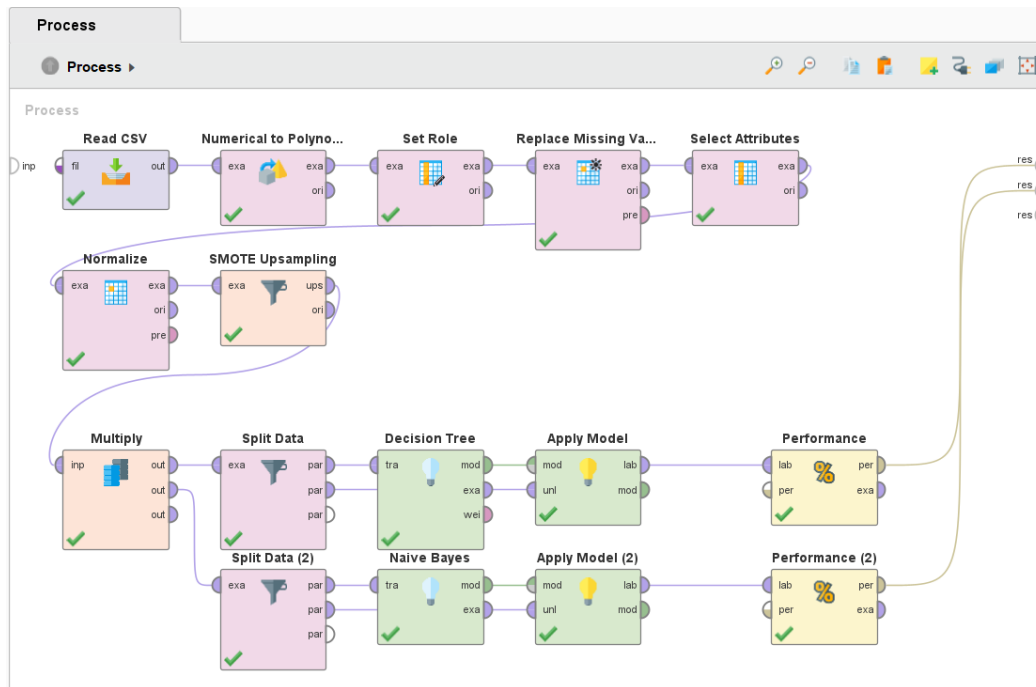 Process
Process
Process
Read CSV
Numerical to Polyno...
Set Role
Replace Missing Va...
Select Attributes
inp
fil
out
exa
exa
ori
exa
exa
ori
exa
exa
ori
pre
exa
exa
ori
res
res
res
Normalize
SMOTE Upsampling
exa
exa
ori
pre
exa
ups
ori
Multiply
Split Data
Decision Tree
Apply Model
Performance
inp
out
out
out
exa
par
par
par
tra
mod
exa
wei
mod
unl
lab
mod
lab
per
per
exa
Split Data (2)
Naive Bayes
Apply Model (2)
Performance (2)
exa
par
par
par
tra
mod
exa
mod
unl
lab
mod
lab
per
per
exa